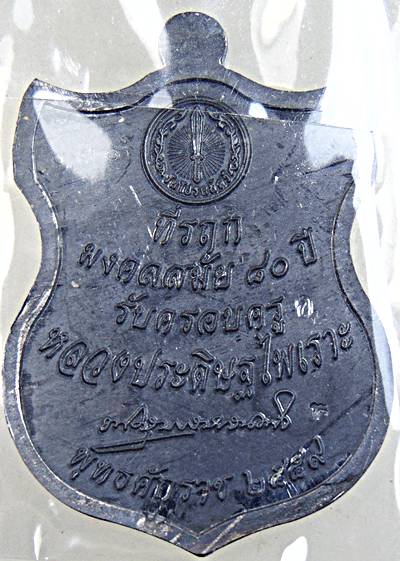 ที่รฤก
มงคลสมัย ๘๐ ปี
รับครอบครู
หลวงประดิษฐไพเราะ
พุทธศักราช ๒๕๕๙